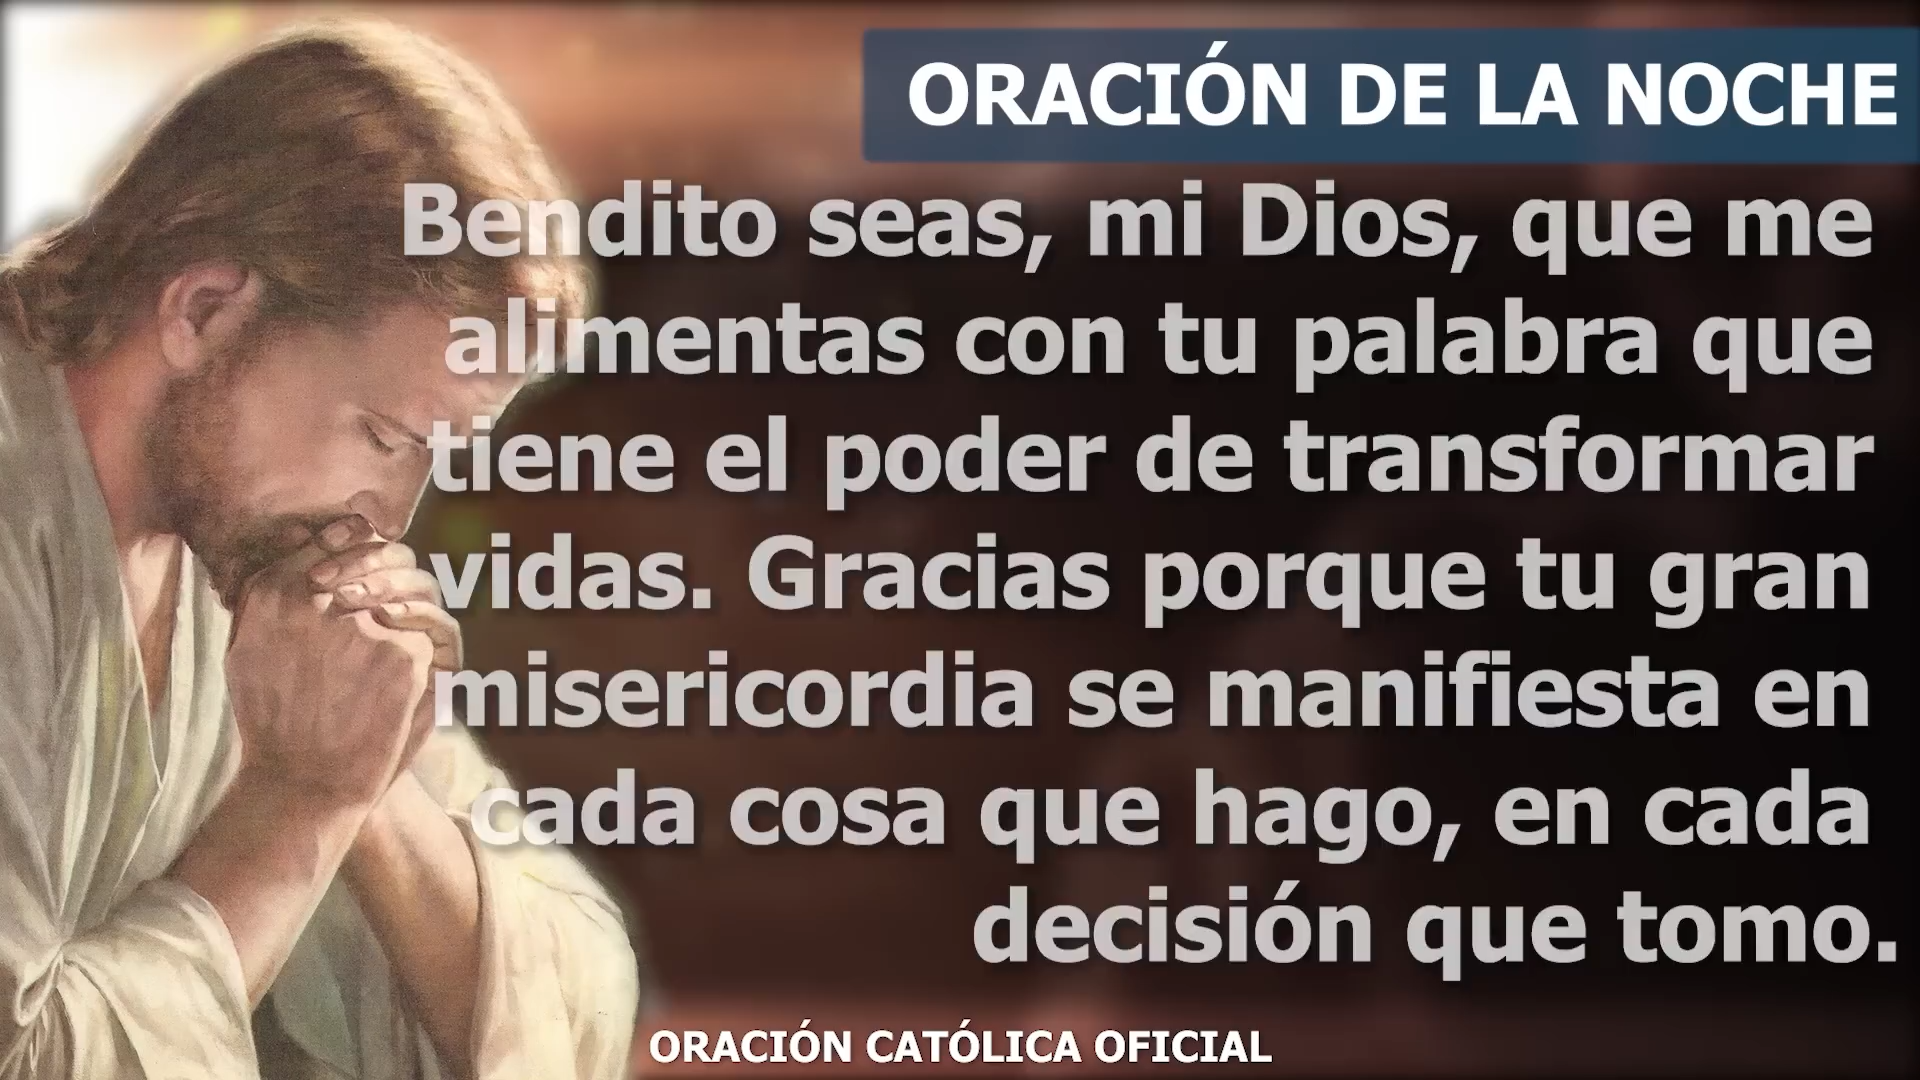 ORACIÓN DE LA NOCHE
Bendito seas, mi Dios, que me
alimentas con tu palabra que
tiene el poder de transformar
vidas. Gracias porque tu gran
misericordia se manifiesta en
cada cosa que hago, en cada
decisión que tomo.
ORACIÓN CATÓLICA OFICIAL